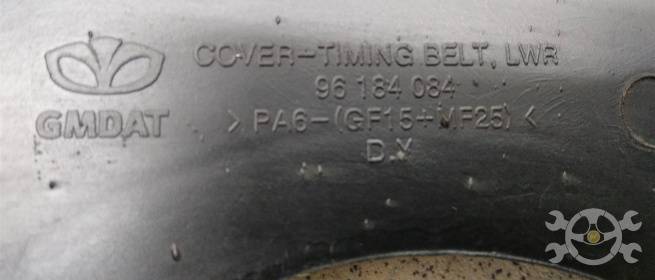 COVER-TIMING BELT, LWR
96 184 084
GMDAT
>PA6-(GF15+MF25)<
D.Y